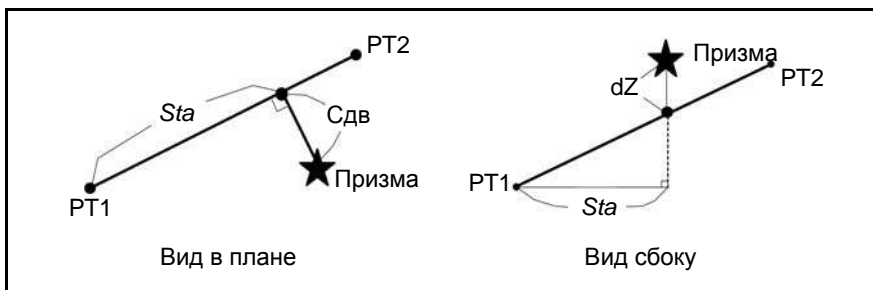 PT2
Sta
Сдв
Призма
PT1
Вид в плане
Призма
PT2
dZ
PT1
Sta
Вид сбоку